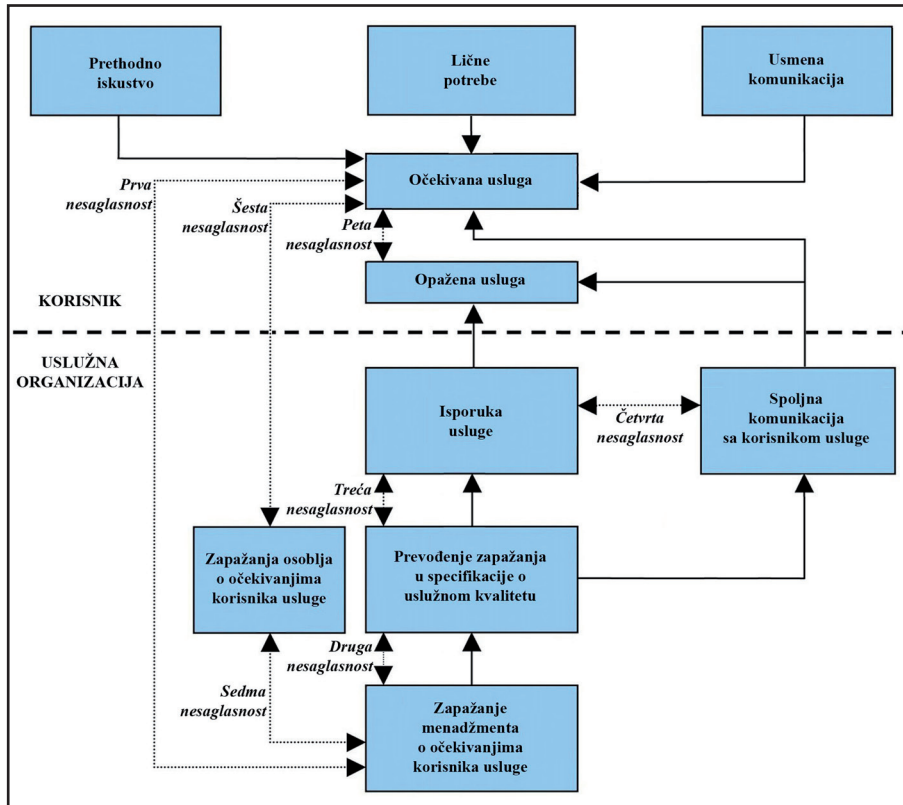 Prethodno
iskustvo
Lične
potrebe
Usmena
komunikacija
Očekivana usluga
Prva
nesaglasnost
Šesta
nesaglasnost
Peta
nesaglasnost
Opažena usluga
KORISNIK
USLUŽNA
ORGANIZACIJA
Isporuka
usluge
Četvrta
nesaglasnost
Spoljna
komunikacija
sa korisnikom usluge
Treća
nesaglasnost
Zapažanja osoblja
o očekivanjima
korisnika usluge
Prevođenje zapažanja
u specifikacije o
uslužnom kvalitetu
Druga
nesaglasnost
Sedma
nesaglasnost
Zapažanje
menadžmenta
o očekivanjima
korisnika usluge